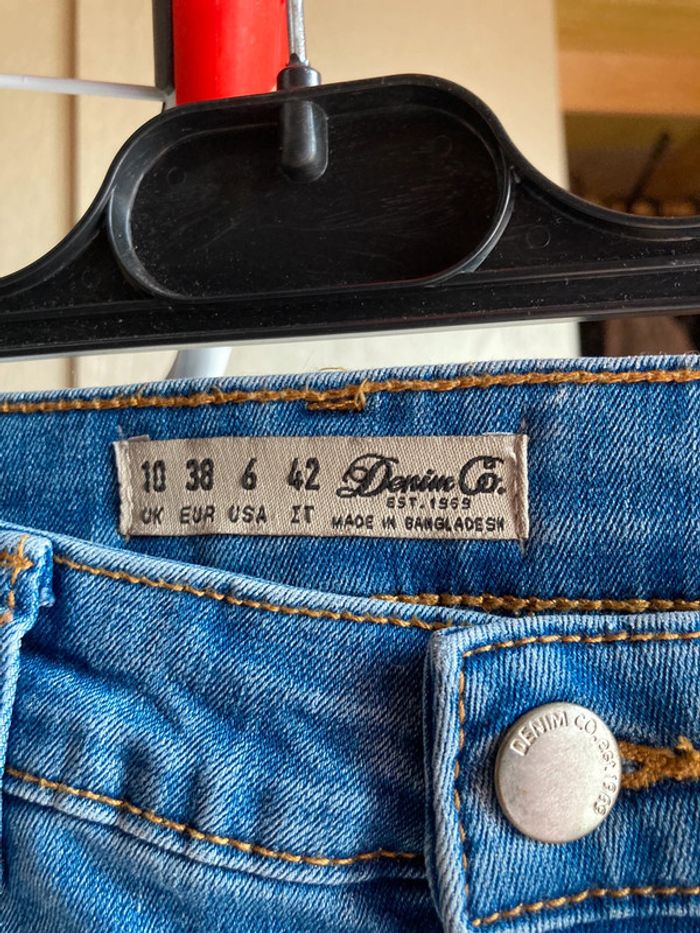 10 38 6 42 Denim Co.
EST. 1969
UK EUR USA IT MADE IN BANGLADESH
DENIM CO. EST. 1969